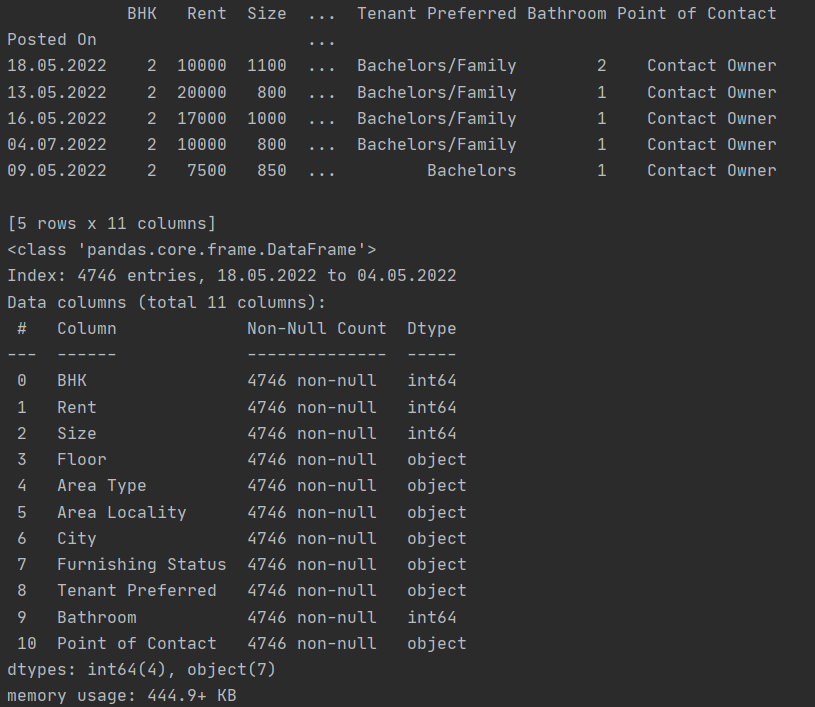 BHK   Rent  Size  ...  Tenant Preferred Bathroom Point of Contact
Posted On                     ...
18.05.2022    2  10000  1100  ...  Bachelors/Family        2    Contact Owner
13.05.2022    2  20000   800  ...  Bachelors/Family        1    Contact Owner
16.05.2022    2  17000  1000  ...  Bachelors/Family        1    Contact Owner
04.07.2022    2  10000   800  ...  Bachelors/Family        1    Contact Owner
09.05.2022    2   7500   850  ...         Bachelors        1    Contact Owner

[5 rows x 11 columns]
<class 'pandas.core.frame.DataFrame'>
Index: 4746 entries, 18.05.2022 to 04.05.2022
Data columns (total 11 columns):
 #   Column             Non-Null Count  Dtype
---  ------             --------------  -----
 0   BHK                4746 non-null   int64
 1   Rent               4746 non-null   int64
 2   Size               4746 non-null   int64
 3   Floor              4746 non-null   object
 4   Area Type          4746 non-null   object
 5   Area Locality      4746 non-null   object
 6   City               4746 non-null   object
 7   Furnishing Status  4746 non-null   object
 8   Tenant Preferred   4746 non-null   object
 9   Bathroom           4746 non-null   int64
 10  Point of Contact   4746 non-null   object
dtypes: int64(4), object(7)
memory usage: 444.9+ KB